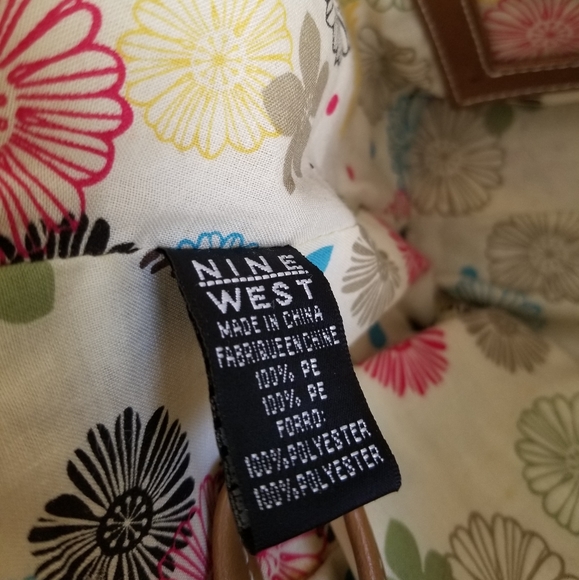 NINE
WEST
MADE IN CHINA
FABRIQUEENCHINE
100% PE
100% PE
FORRO:
100%POLYESTER
100%POLYESTER